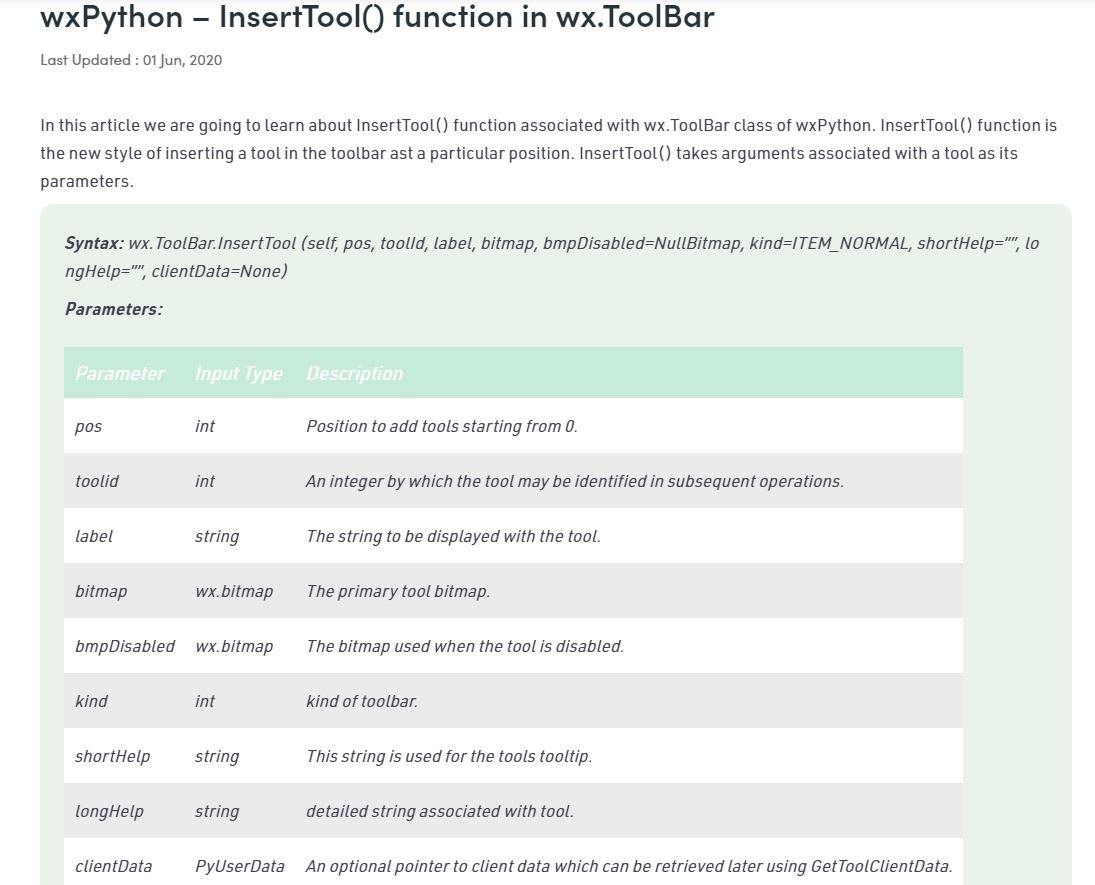 wxPython – InsertTool() function in wx.ToolBar
Last Updated : 01 Jun, 2020
In this article we are going to learn about InsertTool() function associated with wx.ToolBar class of wxPython. InsertTool() function is
the new style of inserting a tool in the toolbar ast a particular position. InsertTool() takes arguments associated with a tool as its
parameters.
Syntax: wx.ToolBar.InsertTool (self, pos, toolId, label, bitmap, bmpDisabled=NullBitmap, kind=ITEM_NORMAL, shortHelp=””, lo
ngHelp=””, clientData=None)
Parameters:
Parameter Input Type Description
pos int Position to add tools starting from 0.
toolid int An integer by which the tool may be identified in subsequent operations.
label string The string to be displayed with the tool.
bitmap wx.bitmap The primary tool bitmap.
bmpDisabled wx.bitmap The bitmap used when the tool is disabled.
kind int kind of toolbar.
shortHelp string This string is used for the tools tooltip.
longHelp string detailed string associated with tool.
clientData PyUserData An optional pointer to client data which can be retrieved later using GetToolClientData.